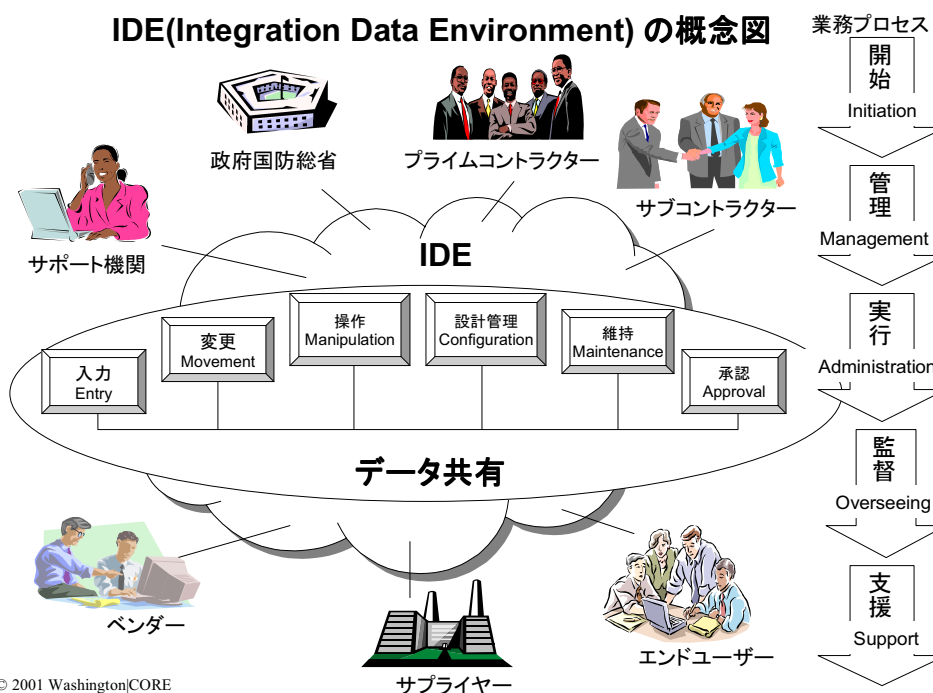 IDE(Integration Data Environment) の概念図
業務プロセス
開
始
Initiation
政府国防総省
プライムコントラクター
サブコントラクター
サポート機関
管
理
Management
IDE
操作
Manipulation
設計管理
Configuration
変更
Movement
維持
Maintenance
入力
Entry
承認
Approval
実
行
Administration
データ共有
監
督
Overseeing
ベンダー
サプライヤー
エンドユーザー
支
援
Support
© 2001 Washington|CORE